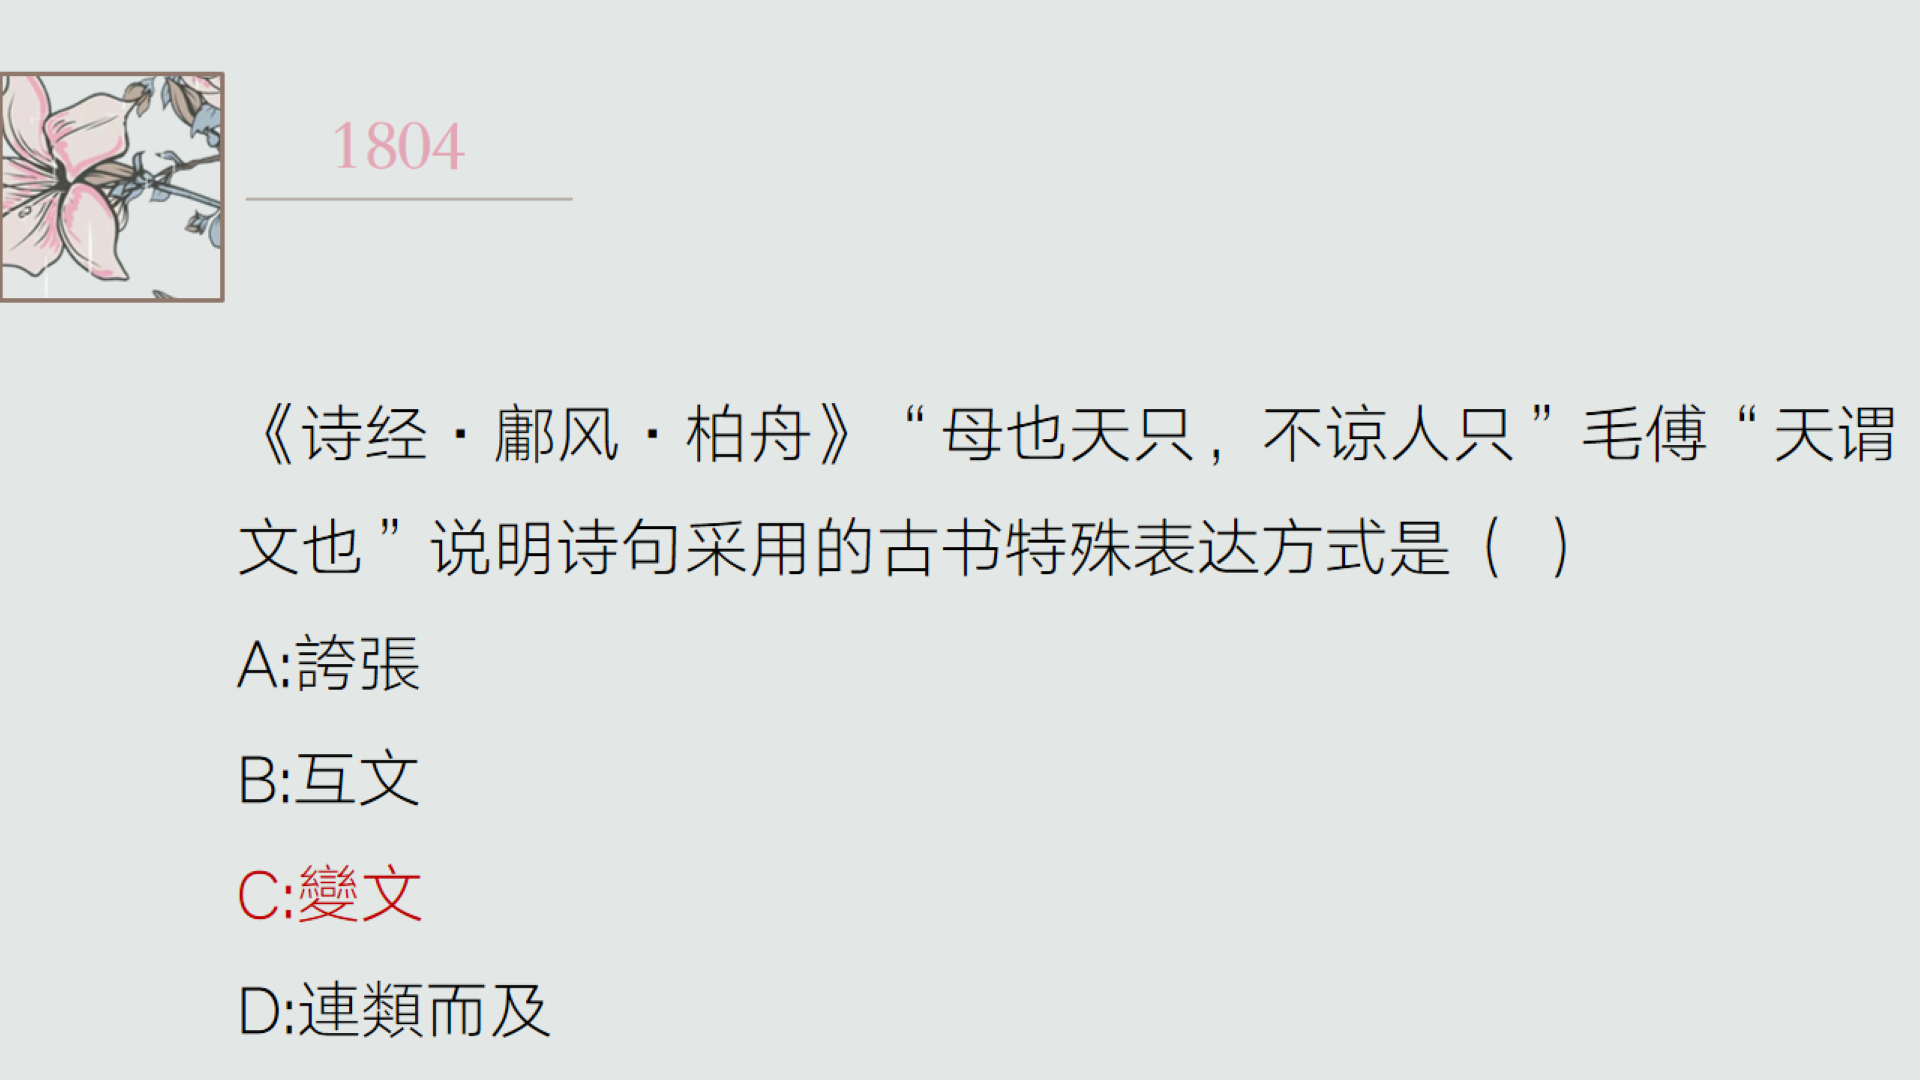 1804
《诗经·鄘风·柏舟》“母也天只，不谅人只”毛傅“天谓
文也”说明诗句采用的古书特殊表达方式是（ ）
A:誇張
B:互文
C:變文
D:連類而及